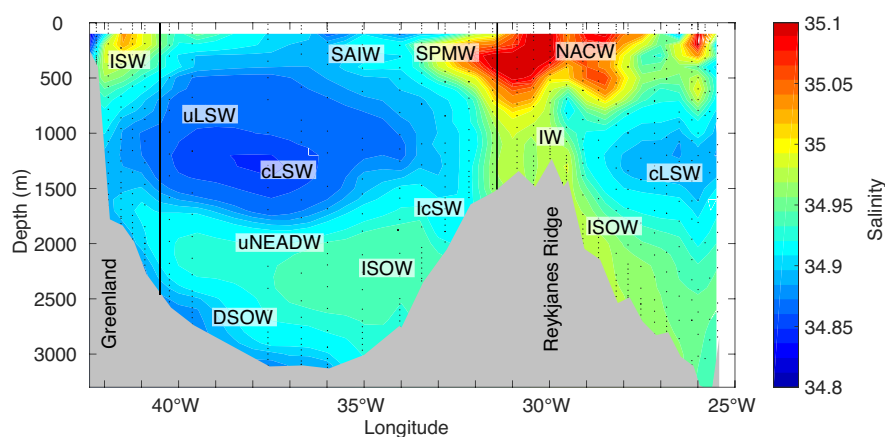 0
500
1000
1500
2000
2500
3000
Depth (m)
40°W
35°W
30°W
25°W
Longitude
ISW
SAIW
SPMW
NACW
uLSW
IW
cLSW
cLSW
IcSW
uNEADW
ISOW
ISOW
DSOW
Greenland
Reykjanes Ridge
35.1
35.05
35
34.95
34.9
34.85
34.8
Salinity